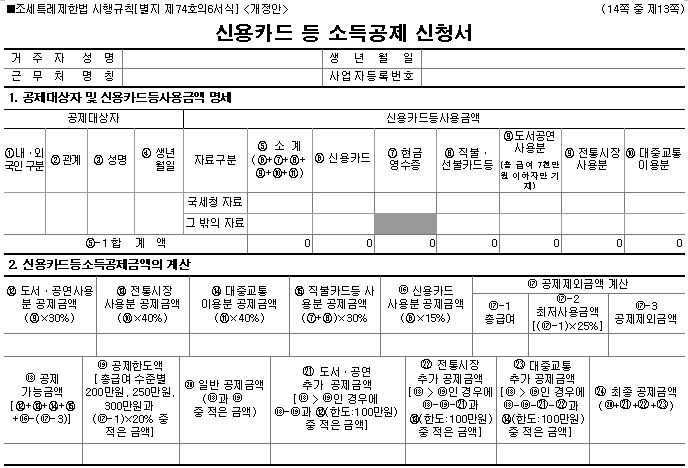 ■조세특례제한법 시행규칙[별지 제74호의6서식] <개정안> (14쪽 중 제13쪽)
신용카드 등 소득공제 신청서
거 주 자 성 명 생 년 월 일
근 무 처 명 칭 사업자등록번호
1. 공제대상자 및 신용카드등사용금액 명세
공제대상자 신용카드등사용금액
①내·외
국인 구분
②관계
③ 성명
④ 생년
월일
자료구분
⑤ 소 계
(⑥+⑦+⑧+
⑨+⑩+⑪)
⑥ 신용카드
⑦ 현금
영수증
⑧ 직불·
선불카드등
⑨도서공연
사용분
(총 급여 7천만
원 이하자만 기
재)
⑨ 전통시장
사용분
⑩ 대중교통
이용분
국세청 자료
그 밖의 자료
⑤-1합 계 액 0 0 0 0 0 0 0
2. 신용카드등소득공제금액의 계산
⑫ 도서·공연사용
분 공제금액
(⑨×30%)
⑬ 전통시장
사용분 공제금액
(⑩×40%)
⑭ 대중교통
이용분 공제금액
(⑪×40%)
⑮ 직불카드등 사
용분 공제금액
(⑦+⑧)×30%
⑯ 신용카드
사용분 공제금액
(⑥×15%)
⑰ 공제제외금액 계산
⑰-1
총급여
⑰-2
최저사용금액
[(⑰-1)×25%]
⑰-3
공제제외금액
⑱ 공제
가능금액
[⑫+⑬+⑭+⑮
+⑯-(⑰-3)]
⑲ 공제한도액
[ 총급여 수준별
200만원, 250만원,
300만원과
(⑰-1)×20% 중
적은 금액]
⑳ 일반 공제금액
(⑱과 ⑲
중 적은 금액)
㉑ 도서·공연
추가 공제금액
[⑱ > ⑲인 경우에
⑱-⑲과 ⑫(한도:100만원)
중 적은 금액]
㉒ 전통시장
추가 공제금액
[⑱ > ⑲인 경우에
⑱-⑲-㉑과
⑬(한도:100만원)
중 적은 금액]
㉓ 대중교통
추가 공제금액
[⑱ > ⑲인 경우에
⑱-⑲-㉑-㉒과
⑭(한도:100만원)
중 적은 금액]
㉔ 최종 공제금액
(⑳+㉑+㉒+㉓)